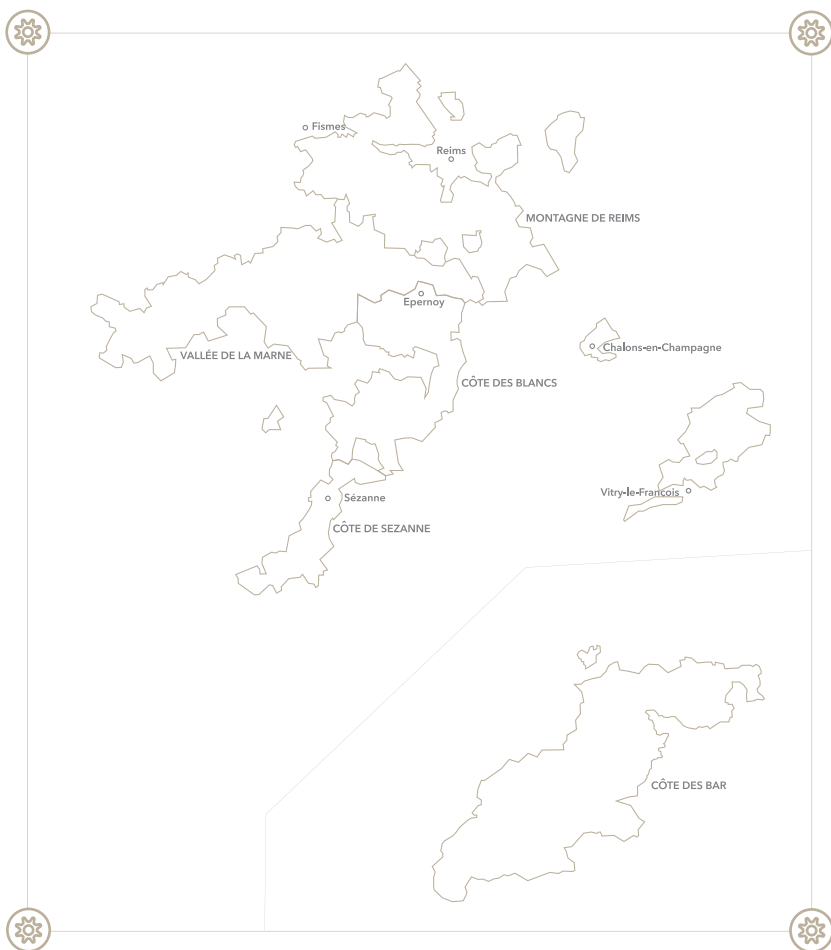 Fismes
Reims
MONTAGNE DE REIMS
Epernoy
Chalons-en-Champagne
VALLÉE DE LA MARNE
CÔTE DES BLANCS
Vitry-le-Francois
Sézanne
CÔTE DE SEZANNE
CÔTE DES BAR